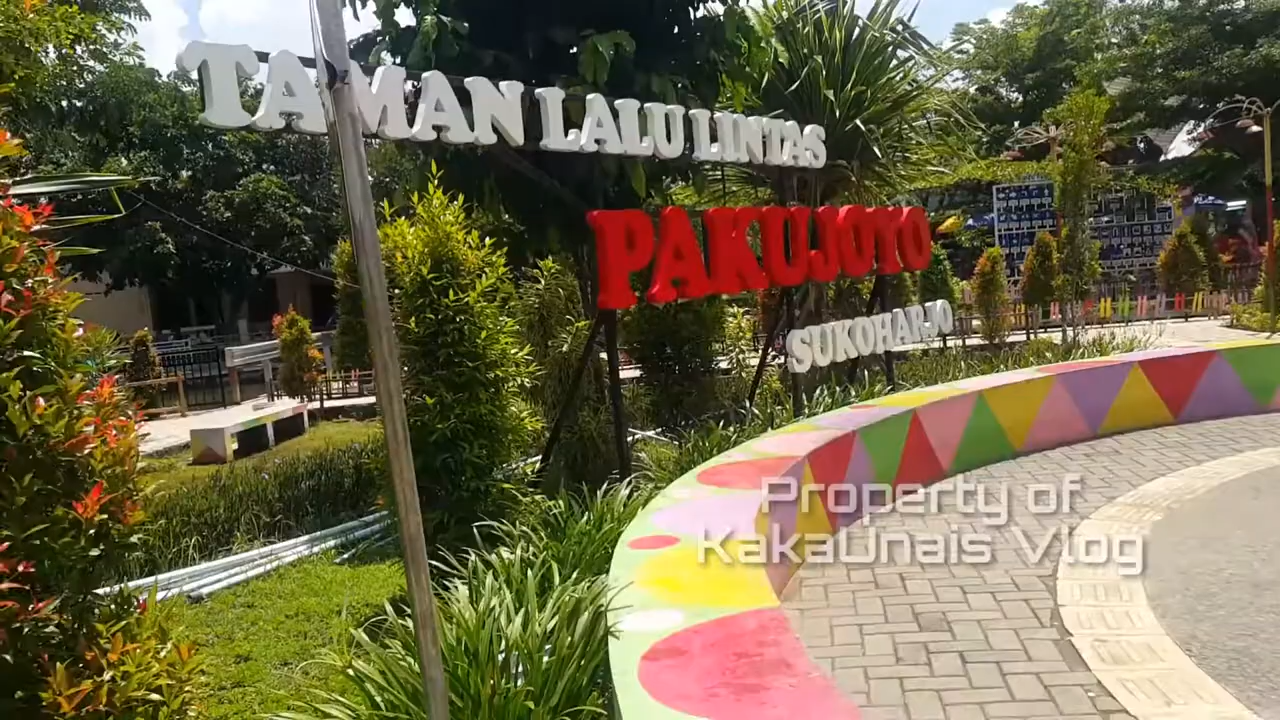 TAMAN LALU LINTAS
PAKUJOYO
SUKOHARJO
Property of
KakaUnais Vlog